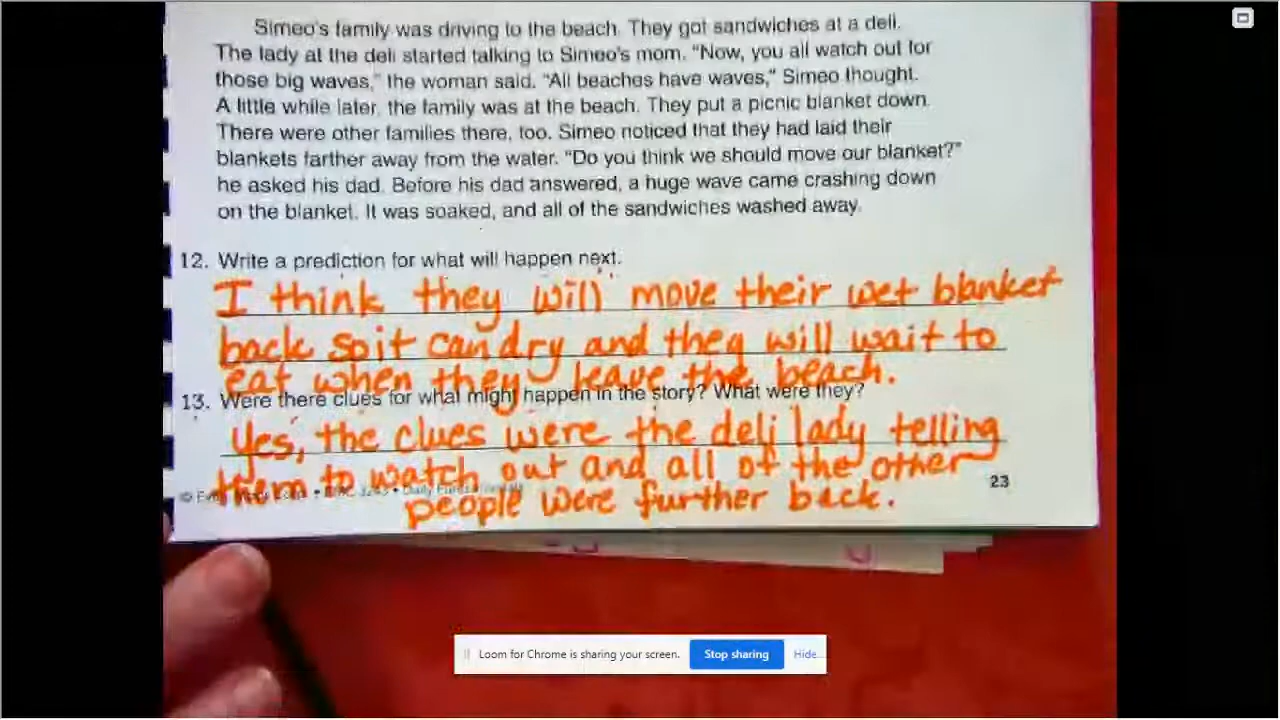 Simeo's family was driving to the beach. They got sandwiches at a deli.
The lady at the deli started talking to Simeo's mom. "Now, you all watch out for
those big waves," the woman said. "All beaches have waves," Simeo thought.
A little while later, the family was at the beach. They put a picnic blanket down.
There were other families there, too. Simeo noticed that they had laid their
blankets farther away from the water. "Do you think we should move our blanket?"
he asked his dad. Before his dad answered, a huge wave came crashing down
on the blanket. It was soaked, and all of the sandwiches washed away.
12. Write a prediction for what will happen next.
I think they will move their wet blanket
back so it can dry and they will wait to
eat when they leave the beach.
13. Were there clues for what might happen in the story? What were they?
Yes, the clues were the deli lady telling
them to watch out and all of the other
people were further back.
© 23
Loom for Chrome is sharing your screen. Stop sharing Hide